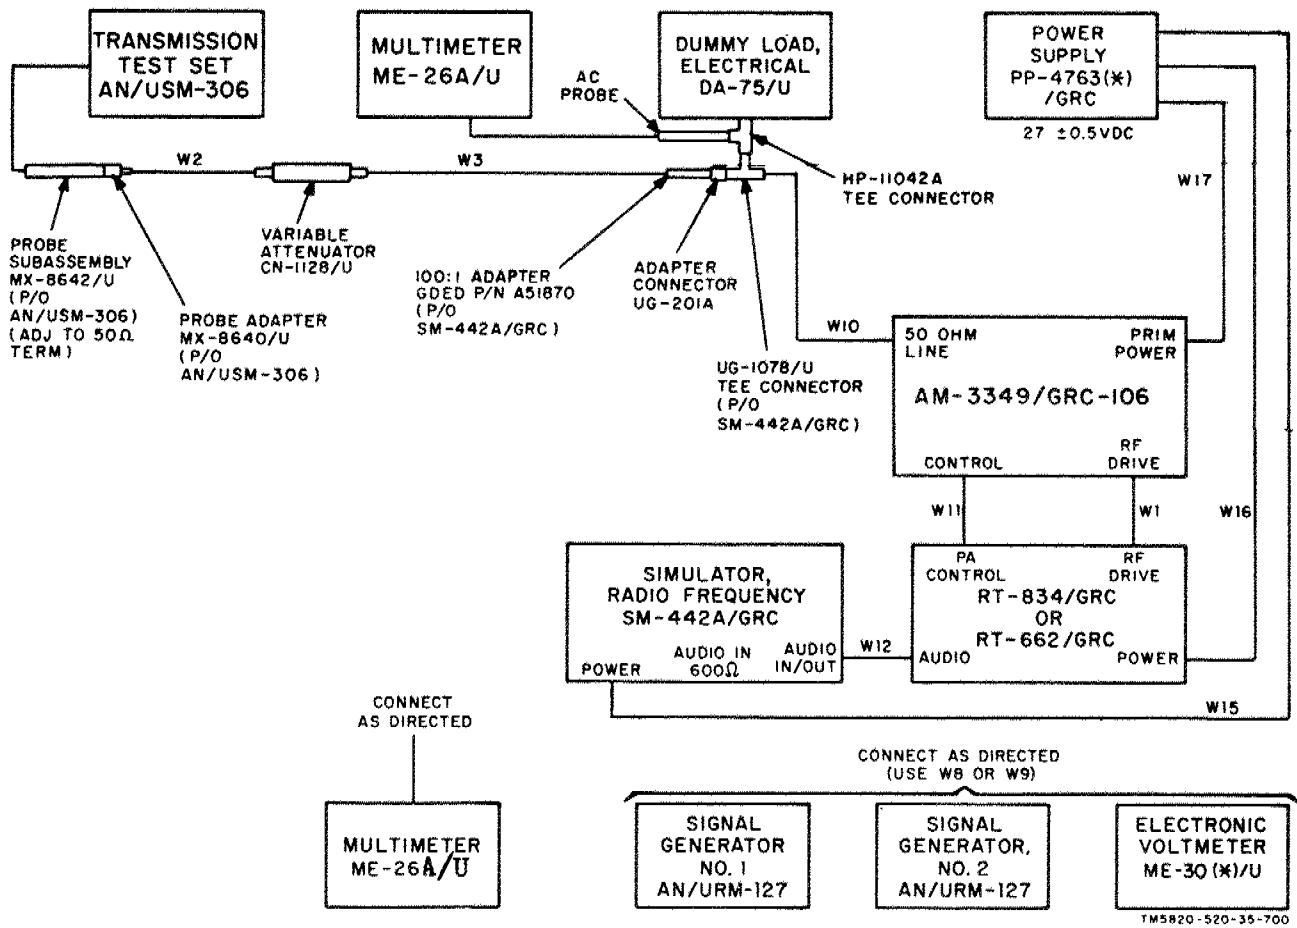 TRANSMISSION
TEST SET
AN/USM-306
MULTIMETER
ME-26A/U
AC
PROBE
DUMMY LOAD,
ELECTRICAL
DA-75/U
POWER
SUPPLY
PP-4763(*)
/GRC
27 ±0.5VDC
W2
W3
HP-11042A
TEE CONNECTOR
W17
PROBE
SUBASSEMBLY
MX-8642/U
(P/O
AN/USM-306)
(ADJ TO 50Ω
TERM)
PROBE ADAPTER
MX-8640/U
(P/O
AN/USM-306)
VARIABLE
ATTENUATOR
CN-1128/U
100:1 ADAPTER
GDED P/N A51870
(P/O
SM-442A/GRC)
ADAPTER
CONNECTOR
UG-201A
UG-107B/U
TEE CONNECTOR
(P/O
SM-442A/GRC)
W10
50 OHM
LINE
PRIM
POWER
AM-3349/GRC-106
CONTROL
RF
DRIVE
W11
W1
W16
PA
CONTROL
RF
DRIVE
RT-834/GRC
OR
RT-662/GRC
AUDIO
POWER
SIMULATOR,
RADIO FREQUENCY
SM-442A/GRC
POWER
AUDIO IN
600Ω
AUDIO
IN/OUT
W12
W15
CONNECT
AS DIRECTED
MULTIMETER
ME-26A/U
CONNECT AS DIRECTED
(USE W8 OR W9)
SIGNAL
GENERATOR
NO. 1
AN/URM-127
SIGNAL
GENERATOR,
NO. 2
AN/URM-127
ELECTRONIC
VOLTMETER
ME-30(*)/U
TM5820-520-35-700